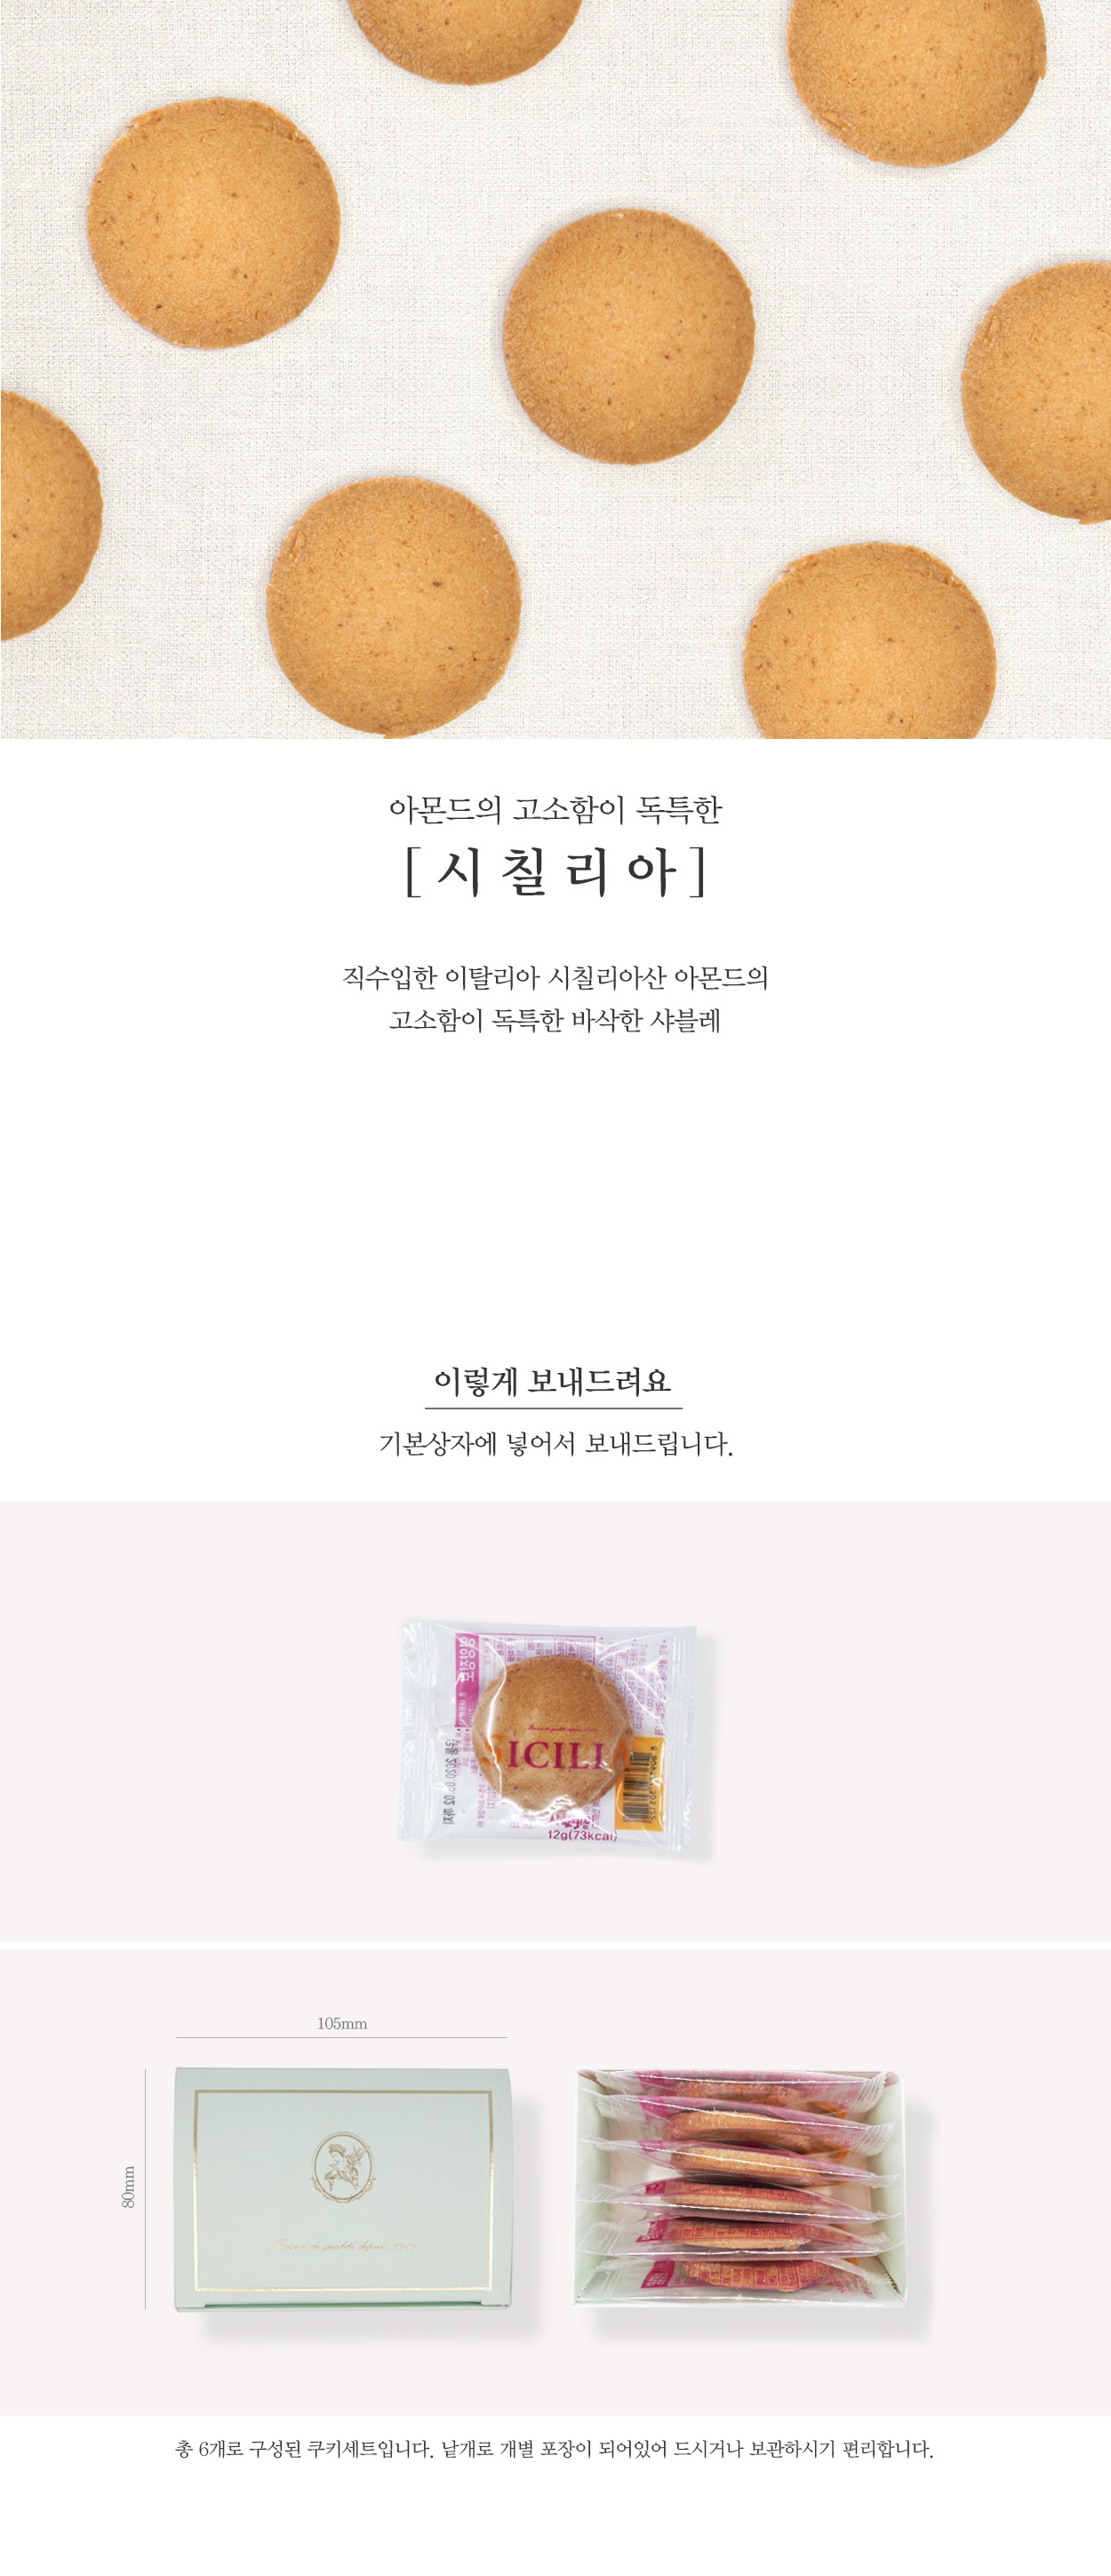 아몬드의 고소함이 독특한
[ 시 칠 리 아 ]
직수입한 이탈리아 시칠리아산 아몬드의
고소함이 독특한 바삭한 샤블레
이렇게 보내드려요
기본상자에 넣어서 보내드립니다.
영양정보
ICILI
12g(73kcal)
105mm
80mm
총 6개로 구성된 쿠키세트입니다. 낱개로 개별 포장이 되어있어 드시거나 보관하시기 편리합니다.